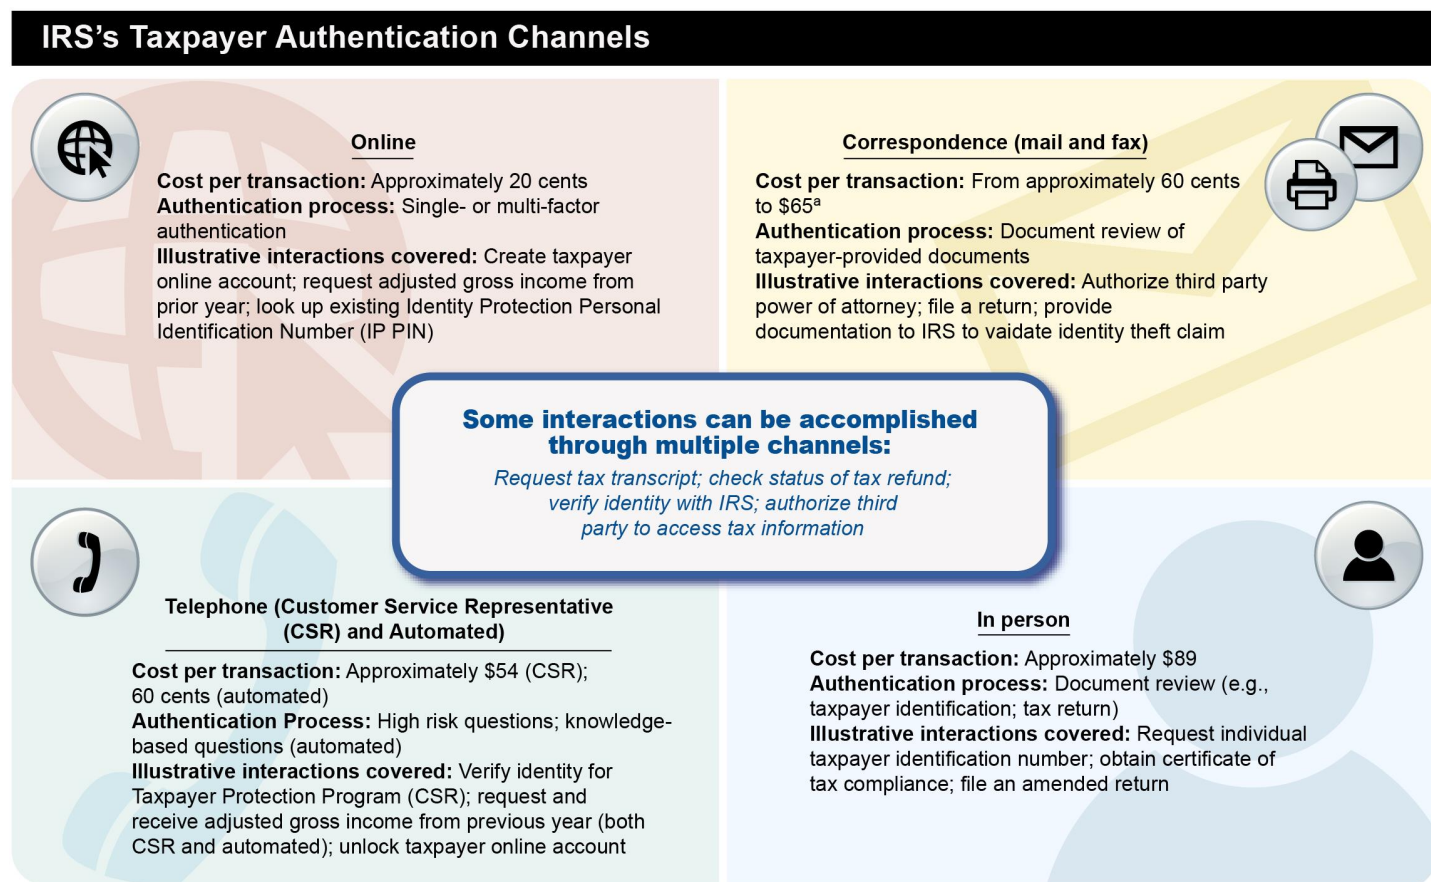 IRS's Taxpayer Authentication Channels
Online
Cost per transaction: Approximately 20 cents
Authentication process: Single- or multi-factor
authentication
Illustrative interactions covered: Create taxpayer
online account; request adjusted gross income from
prior year; look up existing Identity Protection Personal
Identification Number (IP PIN)
Correspondence (mail and fax)
Cost per transaction: From approximately 60 cents
to $65ª
Authentication process: Document review of
taxpayer-provided documents
Illustrative interactions covered: Authorize third party
power of attorney; file a return; provide
documentation to IRS to vaidate identity theft claim
Some interactions can be accomplished
through multiple channels:
Request tax transcript; check status of tax refund;
verify identity with IRS; authorize third
party to access tax information
Telephone (Customer Service Representative
(CSR) and Automated)
Cost per transaction: Approximately $54 (CSR);
60 cents (automated)
Authentication Process: High risk questions; knowledge-
based questions (automated)
Illustrative interactions covered: Verify identity for
Taxpayer Protection Program (CSR); request and
receive adjusted gross income from previous year (both
CSR and automated); unlock taxpayer online account
In person
Cost per transaction: Approximately $89
Authentication process: Document review (e.g.,
taxpayer identification; tax return)
Illustrative interactions covered: Request individual
taxpayer identification number; obtain certificate of
tax compliance; file an amended return